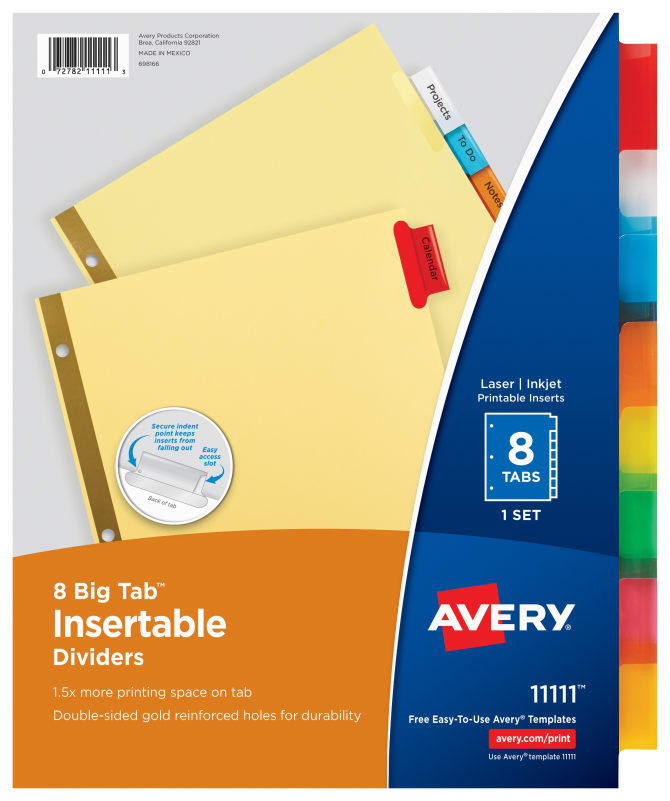 Avery Products Corporation
Brea, California 92821
MADE IN MEXICO
698166
0 72782 11111 3
Projects
To Do
Notes
Calendar
Secure indent
point keeps
inserts from
falling out
Easy
access
slot
Back of tab
Laser | Inkjet
Printable Inserts
8
TABS
1 SET
8 Big Tab™
Insertable
Dividers
1.5x more printing space on tab
Double-sided gold reinforced holes for durability
AVERY®
11111™
Free Easy-To-Use Avery® Templates
avery.com/print
Use Avery® template 11111